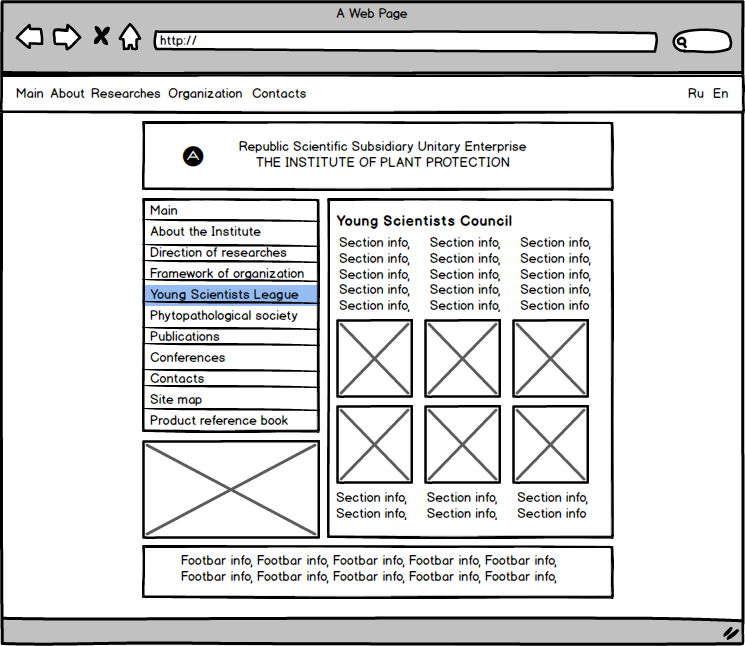 A Web Page
http://
Main About Researches Organization Contacts Ru En
A
Republic Scientific Subsidiary Unitary Enterprise
THE INSTITUTE OF PLANT PROTECTION
Main
About the Institute
Direction of researches
Framework of organization
Young Scientists League
Phytopathological society
Publications
Conferences
Contacts
Site map
Product reference book
Young Scientists Council
Section info, Section info, Section info,
Section info, Section info, Section info,
Section info, Section info, Section info,
Section info, Section info, Section info,
Section info, Section info, Section info
Section info, Section info, Section info,
Section info, Section info, Section info
Footbar info, Footbar info, Footbar info, Footbar info, Footbar info,
Footbar info, Footbar info, Footbar info, Footbar info, Footbar info,